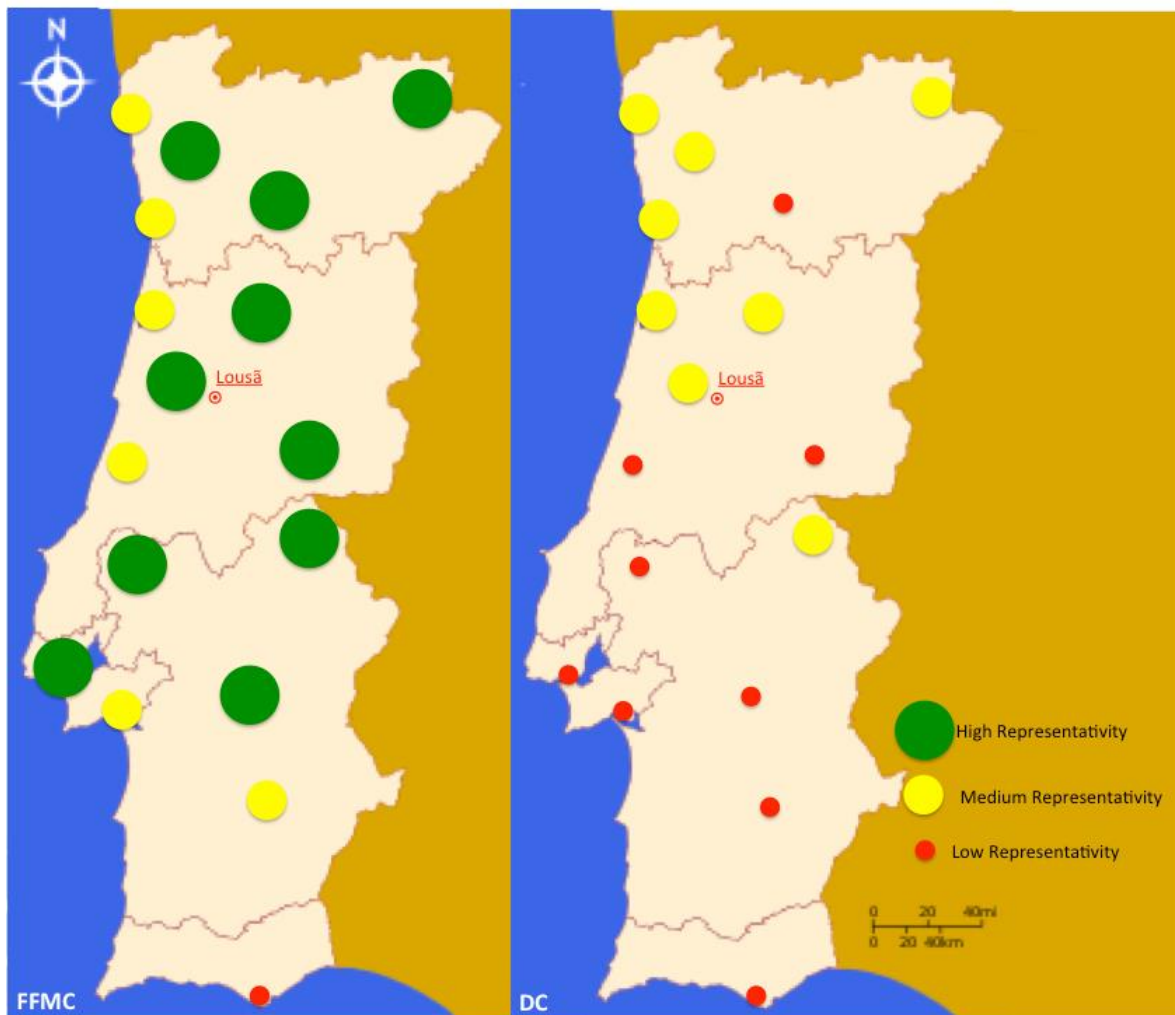 N
Lousã
Lousã
High Representativity
Medium Representativity
Low Representativity
0 20 40mi
0 20 40km
FFMC
DC